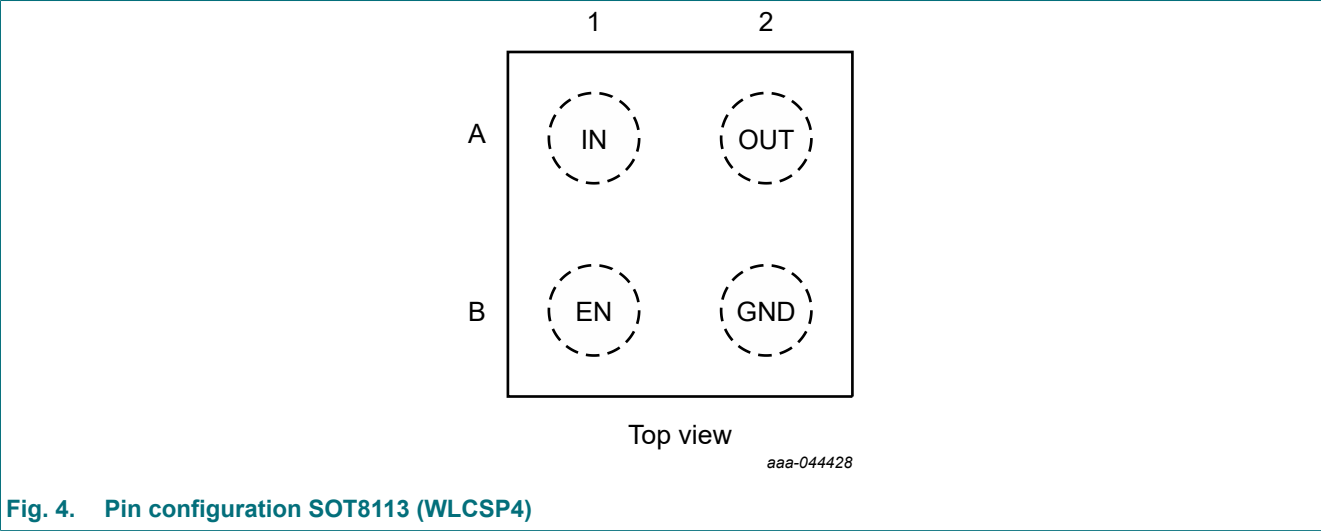 1 2
A IN OUT
B EN GND
Top view
aaa-044428
Fig. 4. Pin configuration SOT8113 (WLCSP4)